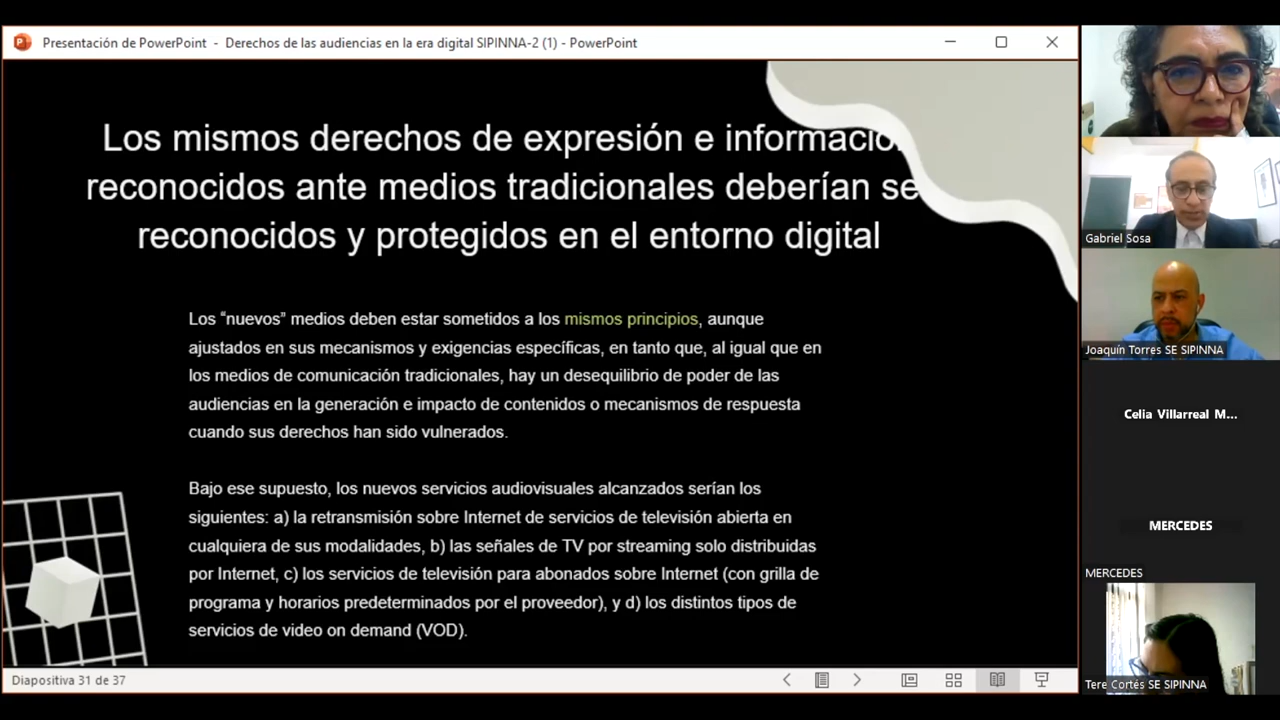 Presentación de PowerPoint - Derechos de las audiencias en la era digital SIPINNA-2 (1) - PowerPoint
Los mismos derechos de expresión e informació
reconocidos ante medios tradicionales deberían se
reconocidos y protegidos en el entorno digital
Los “nuevos” medios deben estar sometidos a los mismos principios, aunque
ajustados en sus mecanismos y exigencias específicas, en tanto que, al igual que en
los medios de comunicación tradicionales, hay un desequilibrio de poder de las
audiencias en la generación e impacto de contenidos o mecanismos de respuesta
cuando sus derechos han sido vulnerados.
Bajo ese supuesto, los nuevos servicios audiovisuales alcanzados serían los
siguientes: a) la retransmisión sobre Internet de servicios de televisión abierta en
cualquiera de sus modalidades, b) las señales de TV por streaming solo distribuidas
por Internet, c) los servicios de televisión para abonados sobre Internet (con grilla de
programa y horarios predeterminados por el proveedor), y d) los distintos tipos de
servicios de video on demand (VOD).
Diapositiva 31 de 37
Gabriel Sosa
Joaquín Torres SE SIPINNA
Celia Villarreal M...
MERCEDES
MERCEDES
Tere Cortés SE SIPINNA